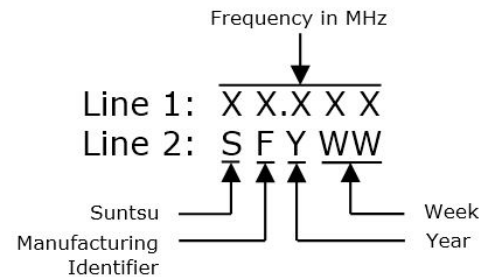 Frequency in MHz
Line 1: X X.X X X
Line 2: S F Y WW
Suntsu
Week
Manufacturing
Year
Identifier